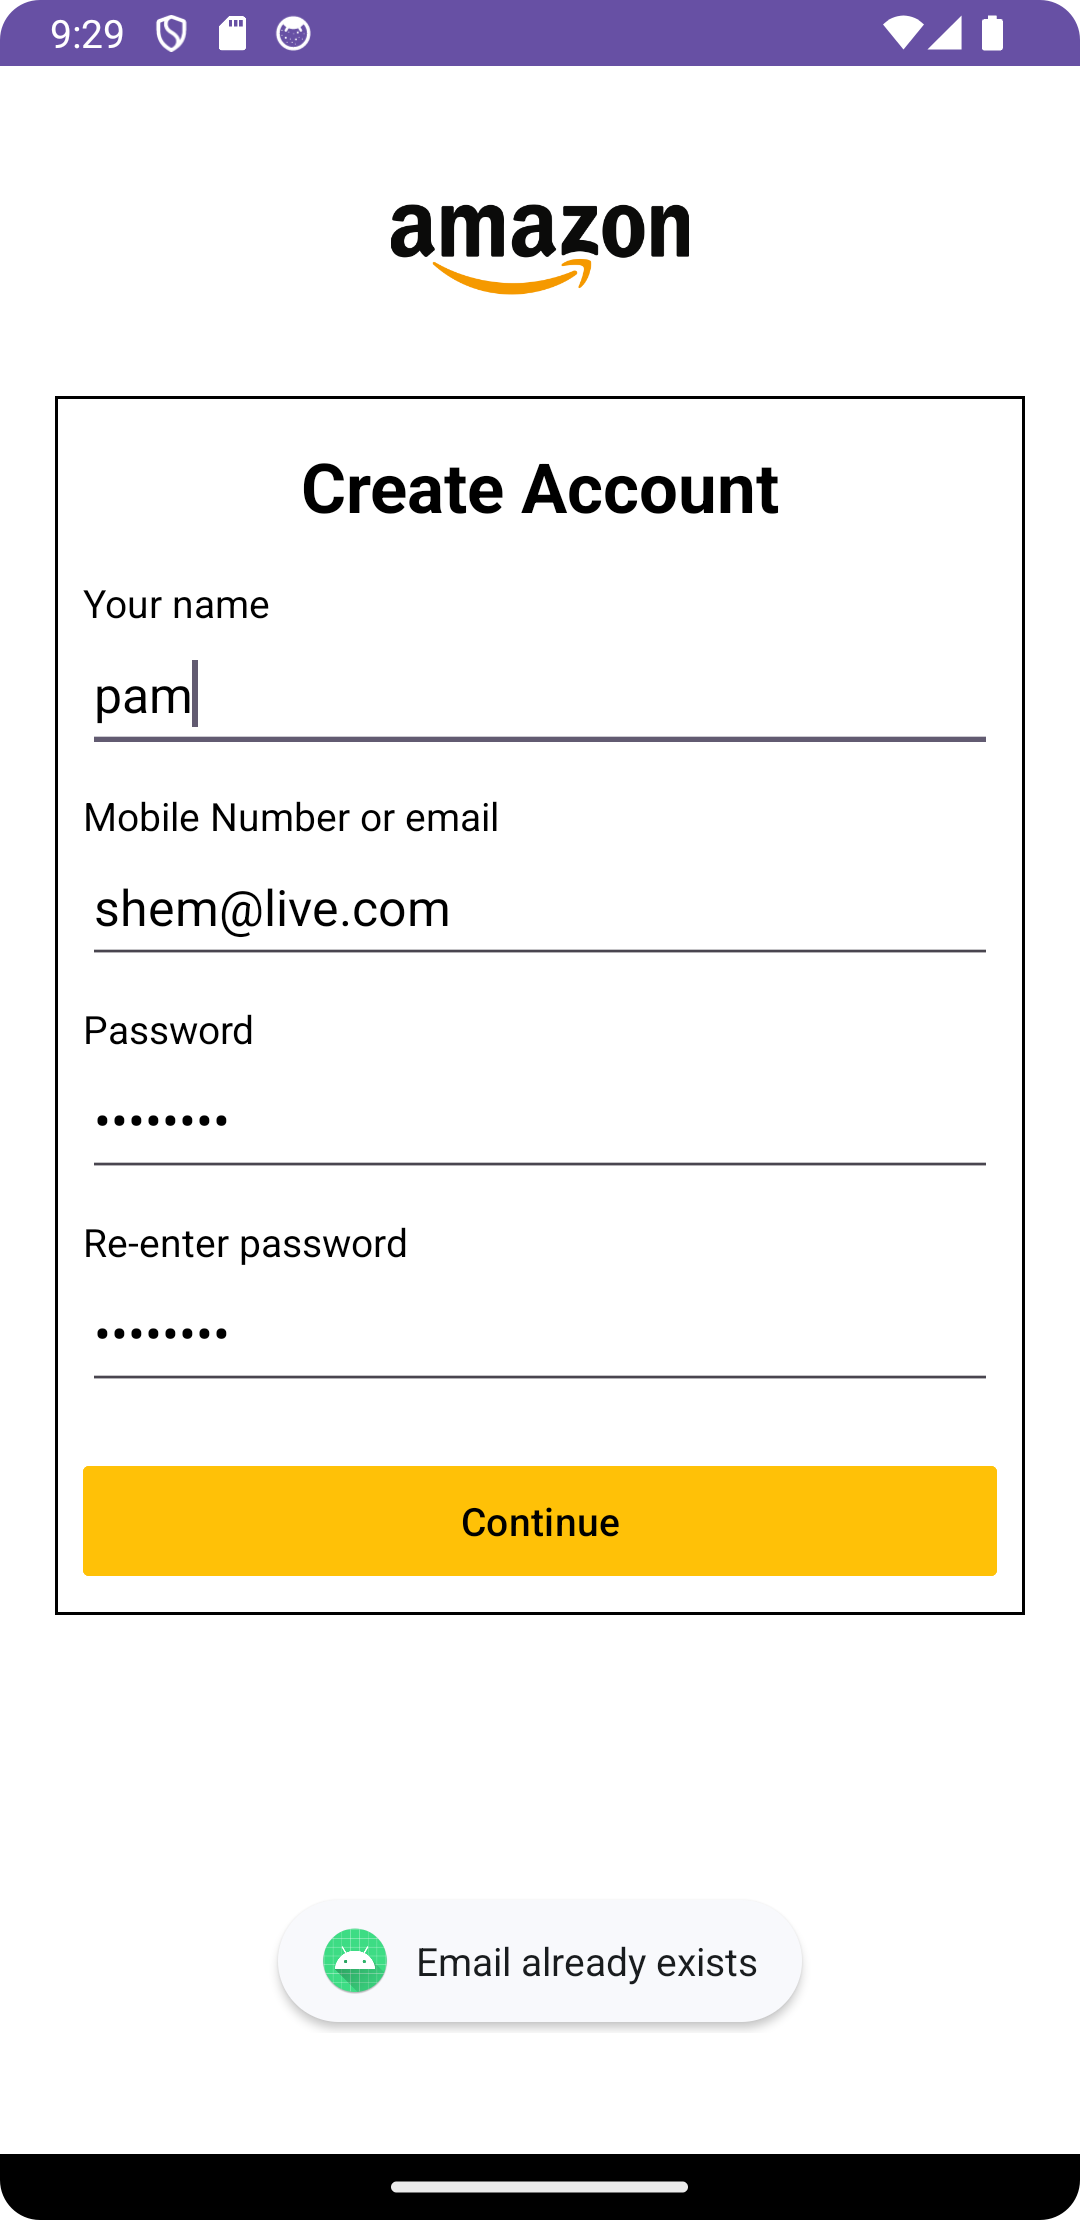 9:29
amazon
Create Account
Your name
pam
Mobile Number or email
shem@live.com
Password
••••••••
Re-enter password
••••••••
Continue
Email already exists